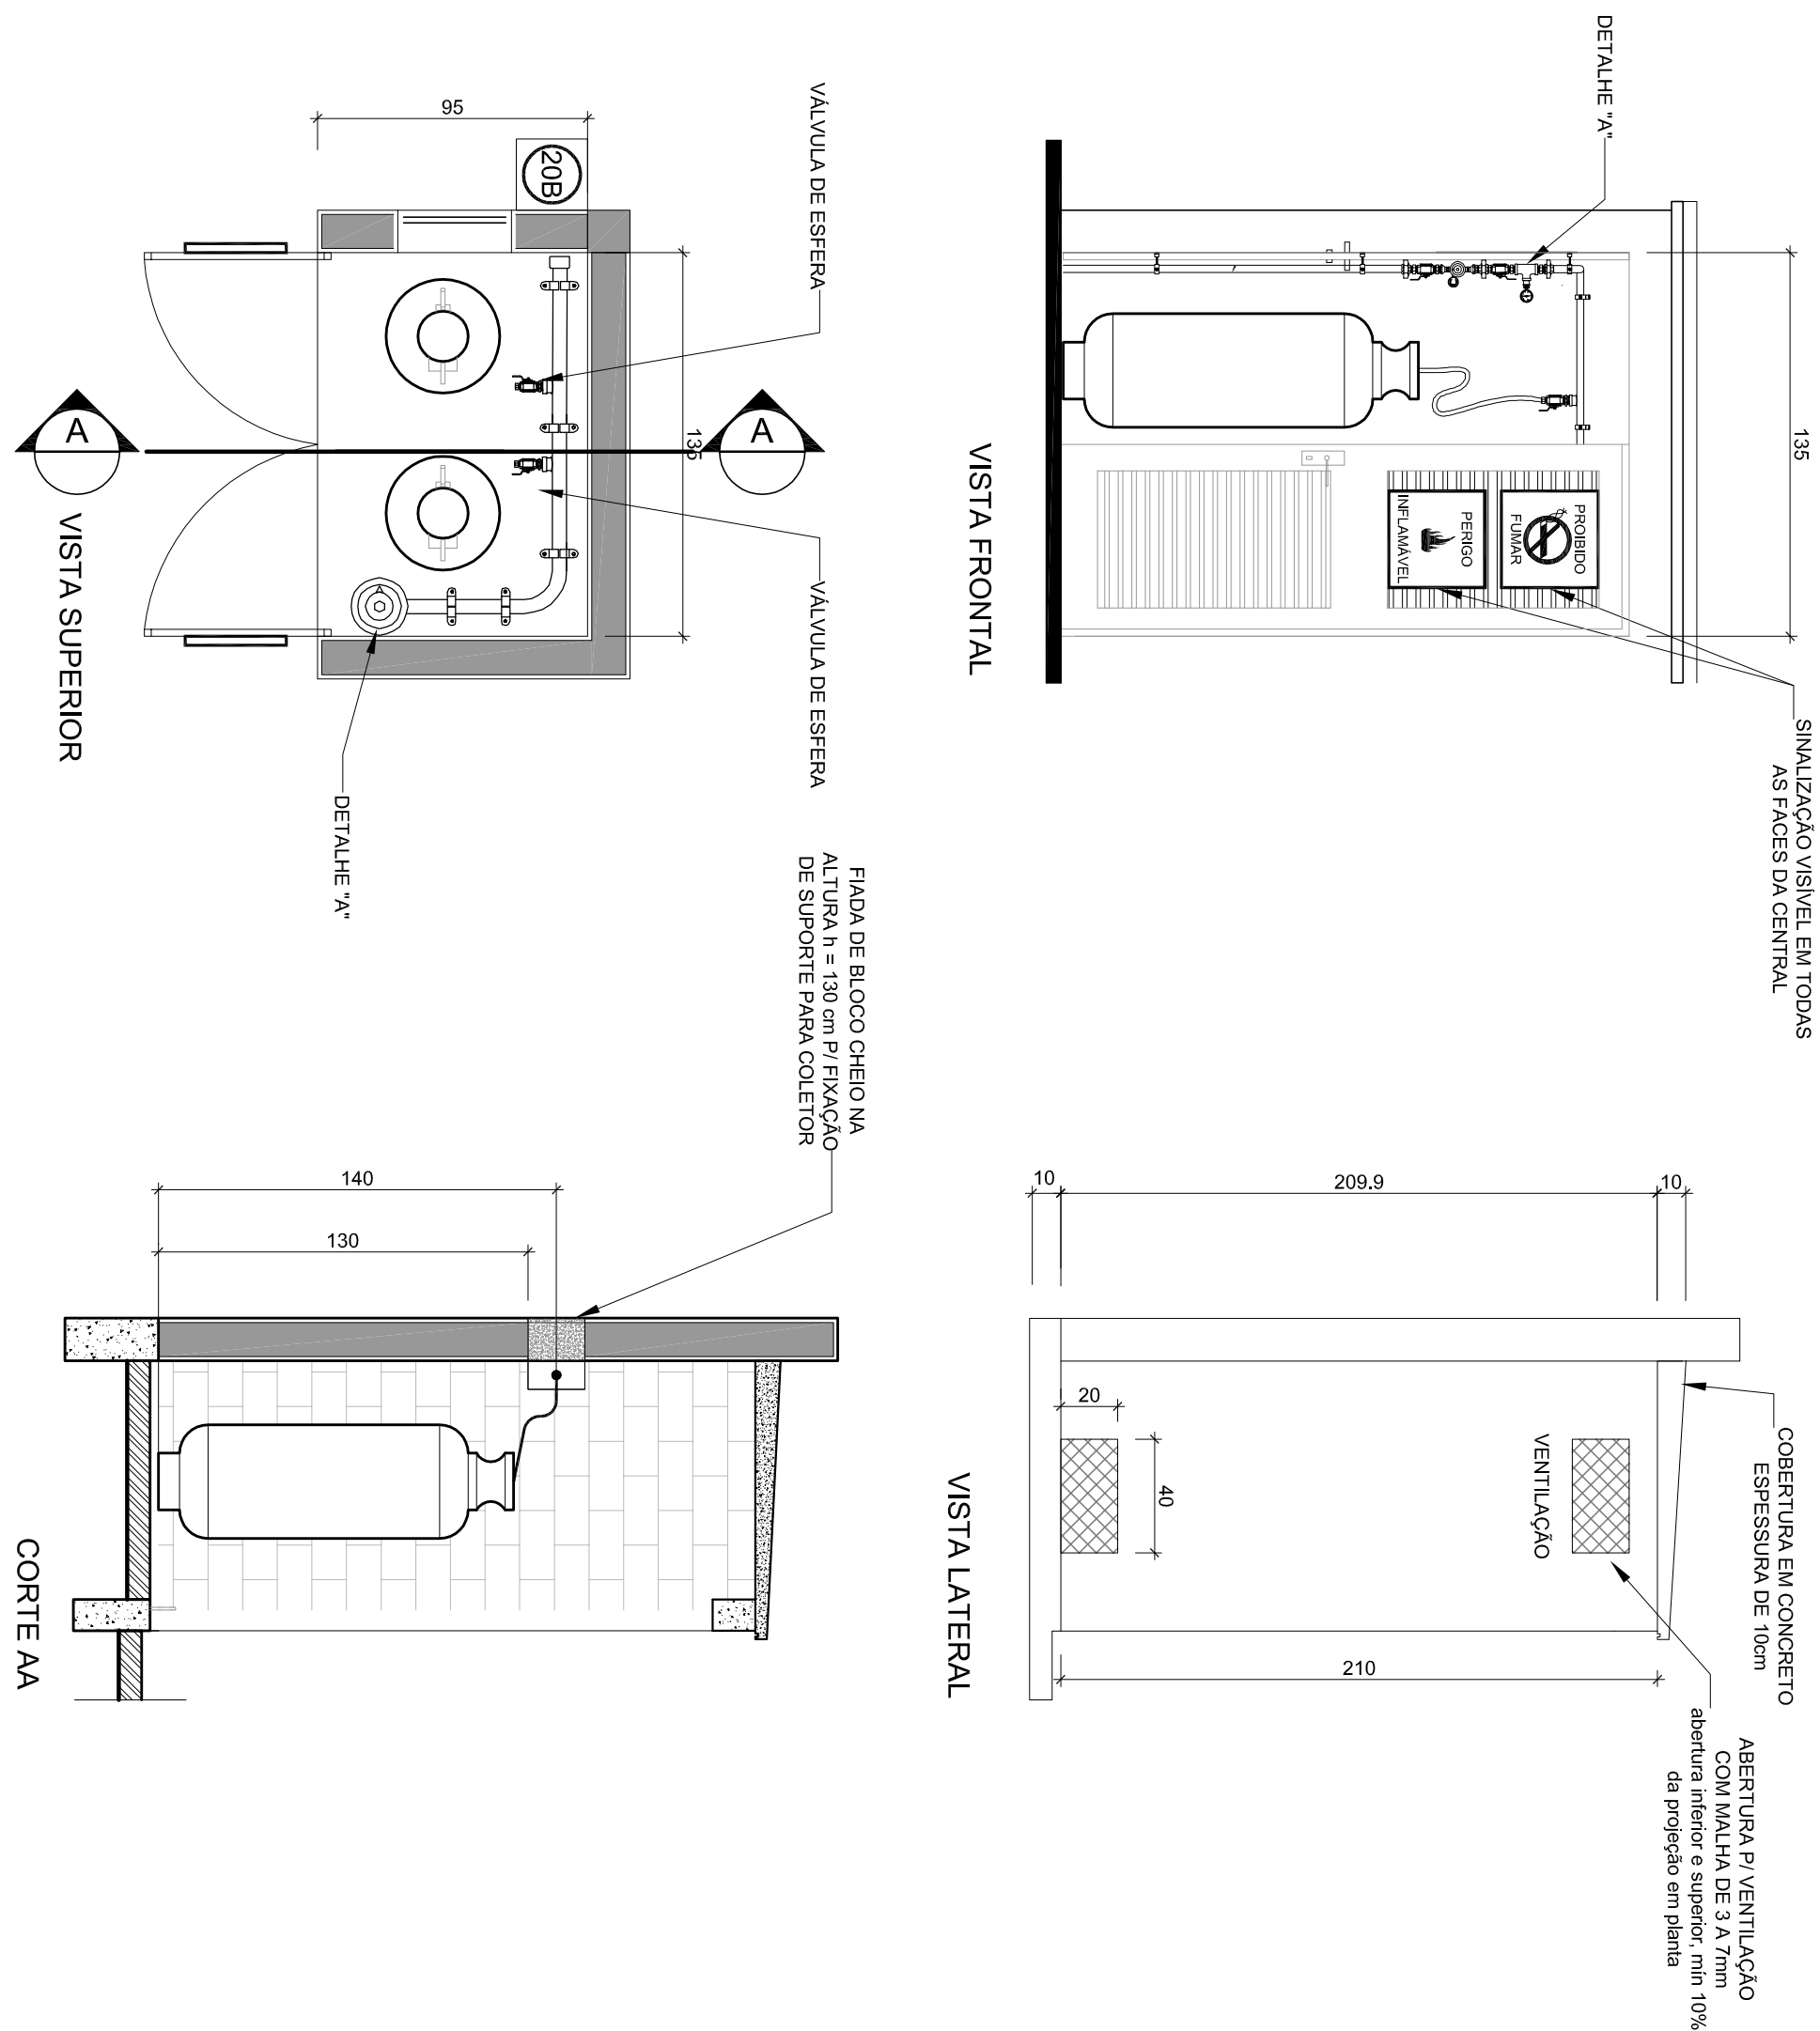 DETALHE "A"
135
PROIBIDO
FUMAR
PERIGO
INFLAMÁVEL
SINALIZAÇÃO VISÍVEL EM TODAS
AS FACES DA CENTRAL
VISTA FRONTAL
10
209.9
10
20
40
210
VENTILAÇÃO
COBERTURA EM CONCRETO
ESPESSURA DE 10cm
ABERTURA P/ VENTILAÇÃO
COM MALHA DE 3 A 7mm
abertura inferior e superior, mín 10%
da projeção em planta
VISTA LATERAL
VÁLVULA DE ESFERA
VÁLVULA DE ESFERA
95
20B
135
A
A
DETALHE "A"
VISTA SUPERIOR
FIADA DE BLOCO CHEIO NA
ALTURA h = 130 cm P/ FIXAÇÃO
DE SUPORTE PARA COLETOR
140
130
CORTE AA